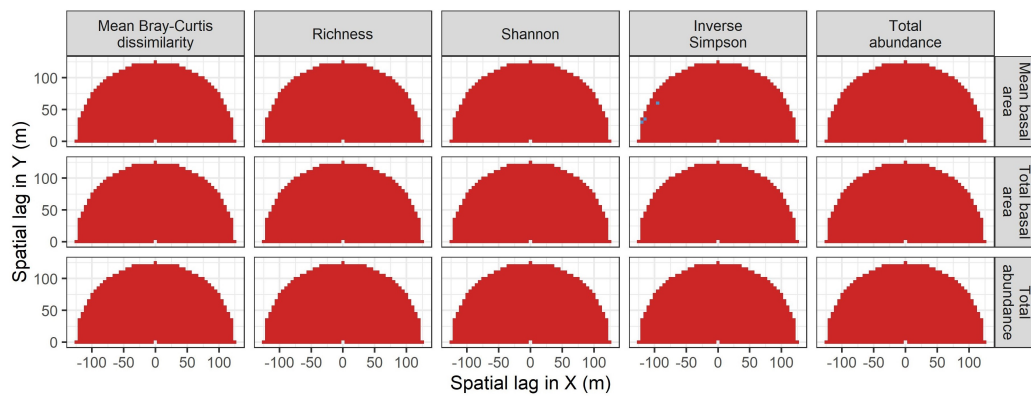 Mean Bray-Curtis
dissimilarity
Richness
Shannon
Inverse
Simpson
Total
abundance
100
50
0
Mean basal
area
100
50
0
Total basal
area
100
50
0
Total
abundance
-100 -50 0 50 100 -100 -50 0 50 100 -100 -50 0 50 100 -100 -50 0 50 100 -100 -50 0 50 100
Spatial lag in X (m)
Spatial lag in Y (m)